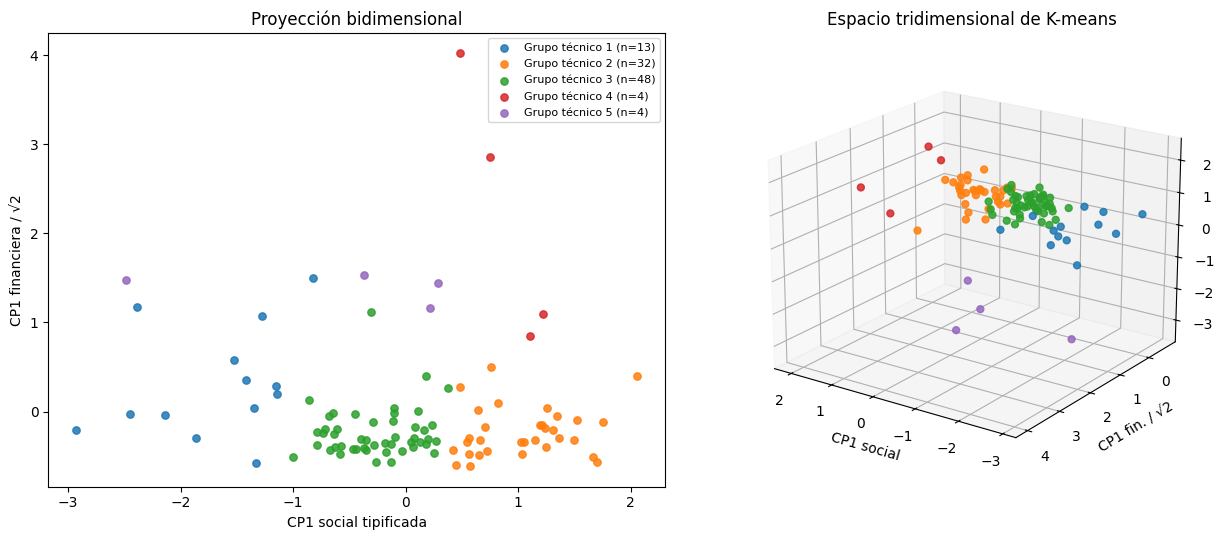 Proyección bidimensional
CP1 financiera / √2
4
3
2
1
0
Grupo técnico 1 (n=13)
Grupo técnico 2 (n=32)
Grupo técnico 3 (n=48)
Grupo técnico 4 (n=4)
Grupo técnico 5 (n=4)
−3
−2
−1
0
1
2
CP1 social tipificada
Espacio tridimensional de K-means
2
1
0
−1
−2
−3
2
1
0
−1
−2
−3
CP1 social
0
1
2
3
4
CP1 fin. / √2